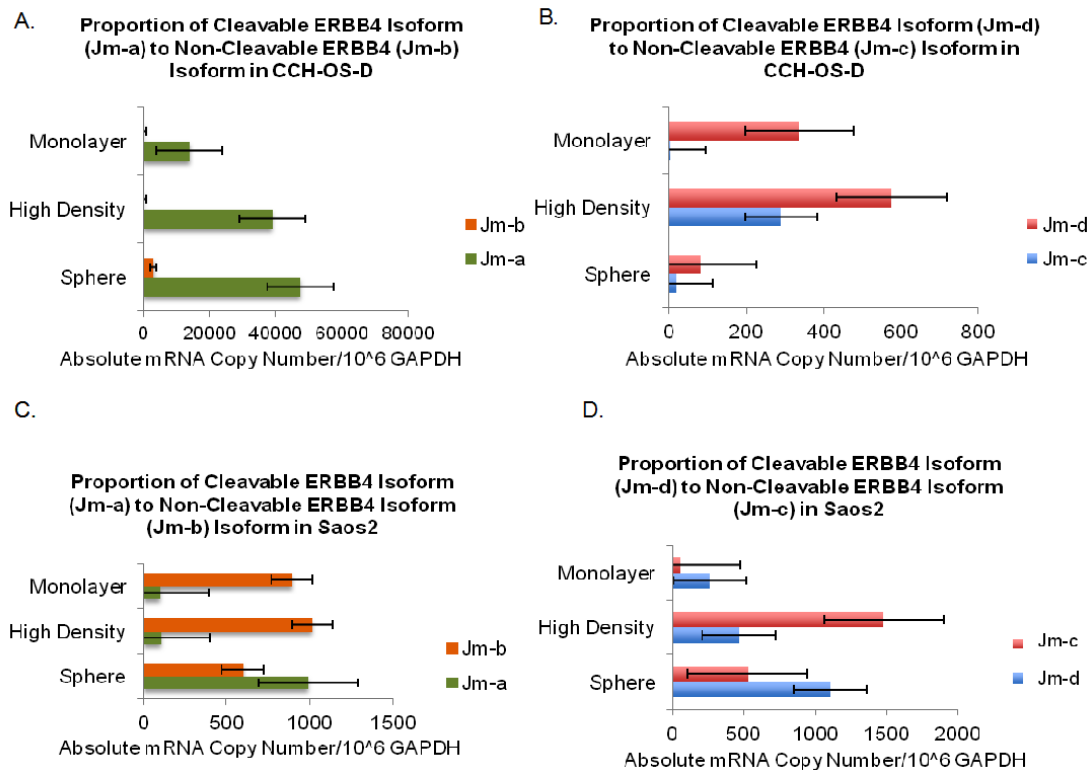 A.
Proportion of Cleavable ERBB4 Isoform
(Jm-a) to Non-Cleavable ERBB4 (Jm-b)
Isoform in CCH-OS-D
Monolayer
High Density
Sphere
Jm-b
Jm-a
0 20000 40000 60000 80000
Absolute mRNA Copy Number/10^6 GAPDH
B.
Proportion of Cleavable ERBB4 Isoform (Jm-d)
to Non-Cleavable ERBB4 (Jm-c) Isoform in
CCH-OS-D
Monolayer
High Density
Sphere
Jm-d
Jm-c
0 200 400 600 800
Absolute mRNA Copy Number/10^6 GAPDH
C.
Proportion of Cleavable ERBB4 Isoform
(Jm-a) to Non-Cleavable ERBB4 Isoform
(Jm-b) Isoform in Saos2
Monolayer
High Density
Sphere
Jm-b
Jm-a
0 500 1000 1500
Absolute mRNA Copy Number/10^6 GAPDH
D.
Proportion of Cleavable ERBB4 Isoform
(Jm-d) to Non-Cleavable ERBB4 Isoform
(Jm-c) in Saos2
Monolayer
High Density
Sphere
Jm-c
Jm-d
0 500 1000 1500 2000
Absolute mRNA Copy Number/10^6 GAPDH